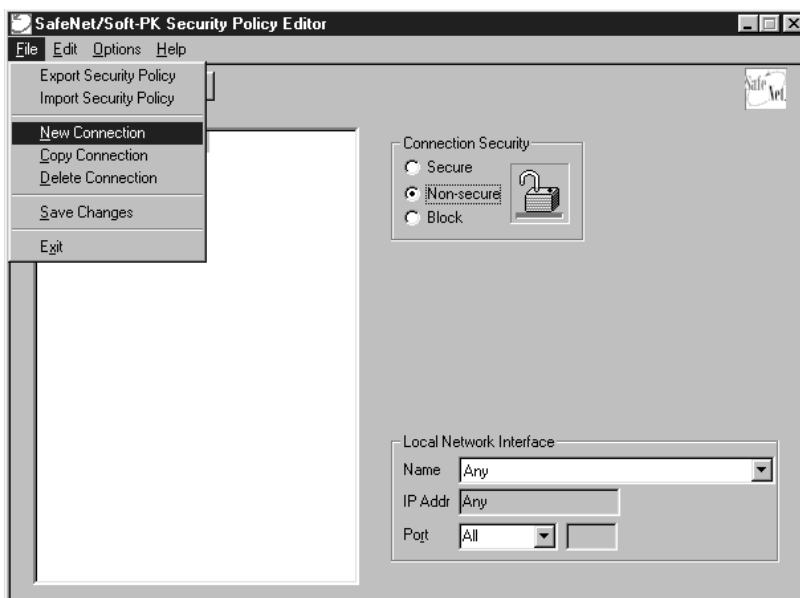 SafeNet/Soft-PK Security Policy Editor
File Edit Options Help
Export Security Policy
Import Security Policy
New Connection
Copy Connection
Delete Connection
Save Changes
Exit
Safe
Net.
Connection Security
Secure
Non-secure
Block
Local Network Interface
Name Any
IP Addr Any
Port All